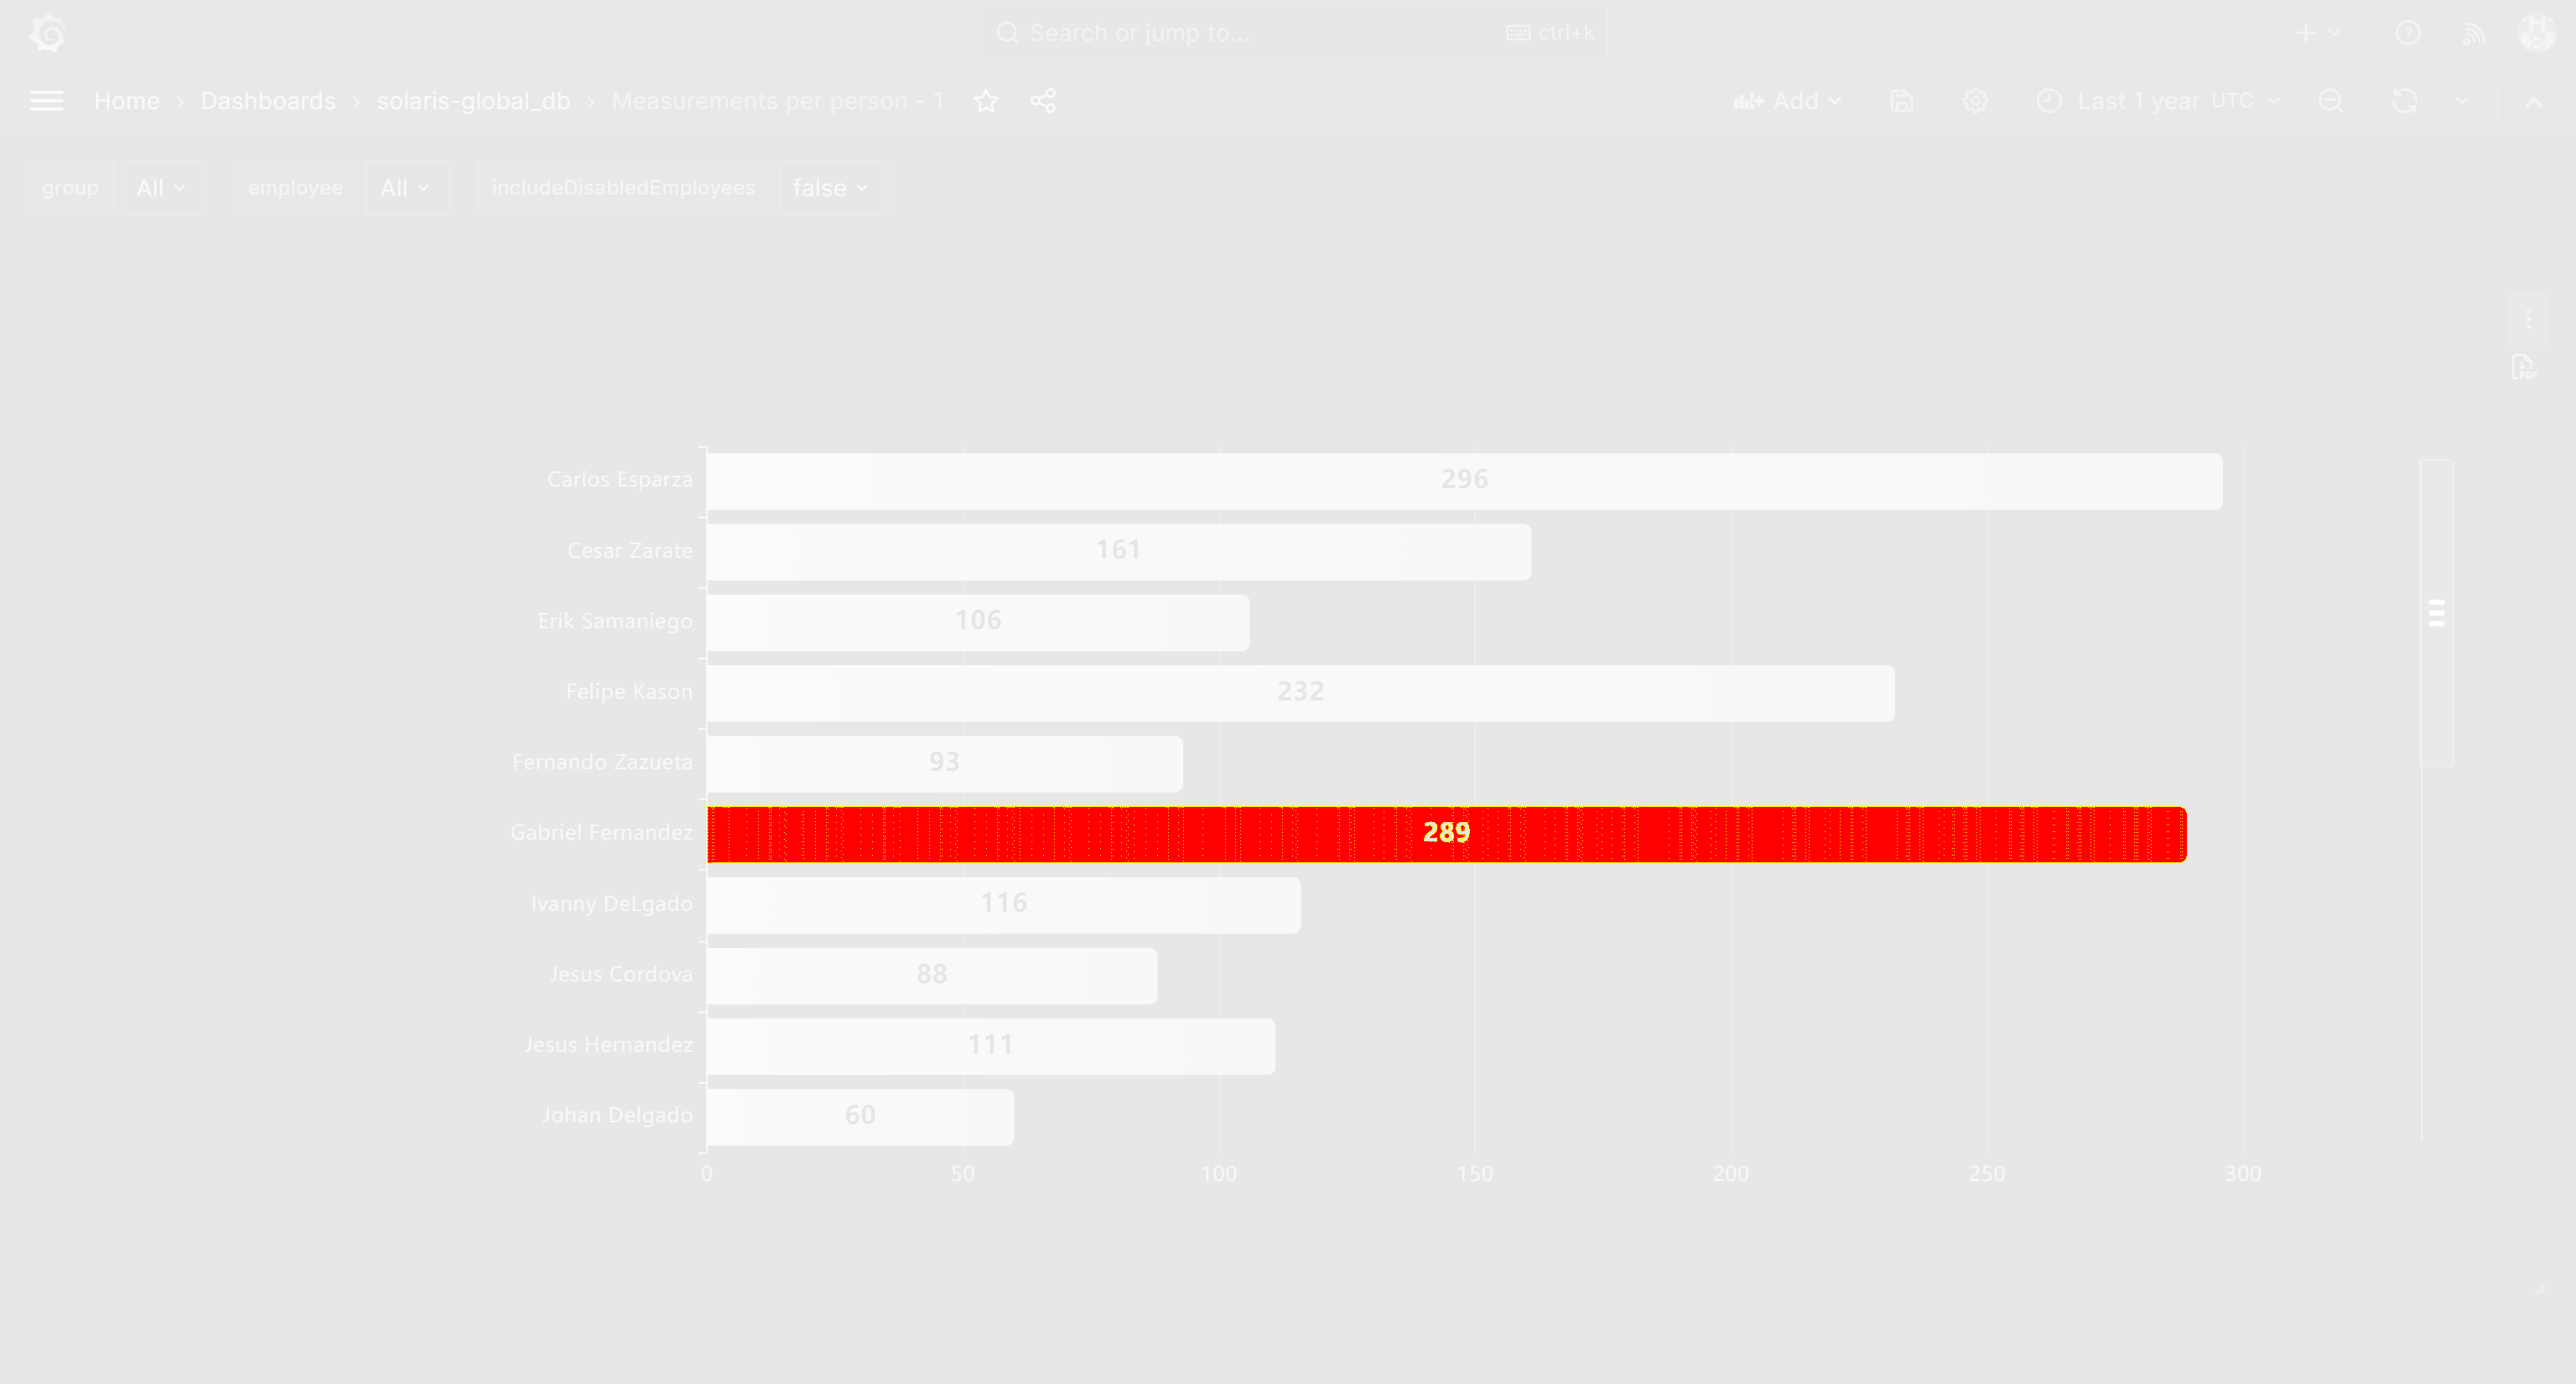 Search or jump to... ctrl+k
Home › Dashboards › solaris-global_db › Measurements per person - 1 Add Last 1 year UTC
group All employee All includeDisabledEmployees false
PDF
Carlos Esparza 296
Cesar Zarate 161
Erik Samaniego 106
Felipe Kason 232
Fernando Zazueta 93
Gabriel Fernandez 289
Ivanny DeLgado 116
Jesus Cordova 88
Jesus Hernandez 111
Johan Delgado 60
0 50 100 150 200 250 300